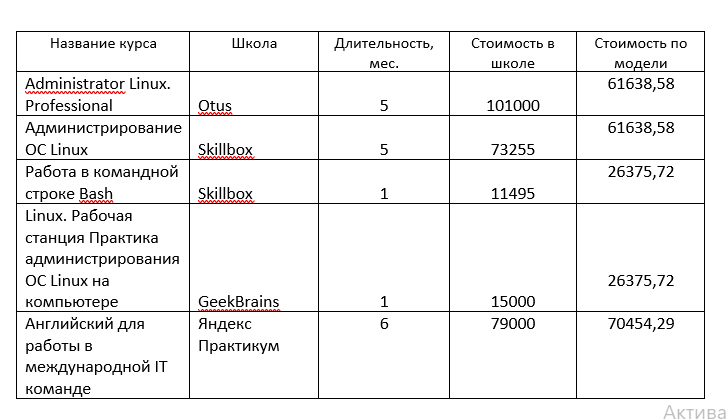 Название курса Школа Длительность, мес. Стоимость в школе Стоимость по модели
Administrator Linux. Professional Otus 5 101000 61638,58
Администрирование ОС Linux Skillbox 5 73255 61638,58
Работа в командной строке Bash Skillbox 1 11495 26375,72
Linux. Рабочая станция Практика администрирования ОС Linux на компьютере GeekBrains 1 15000 26375,72
Английский для работы в международной IT команде Яндекс Практикум 6 79000 70454,29
Актива